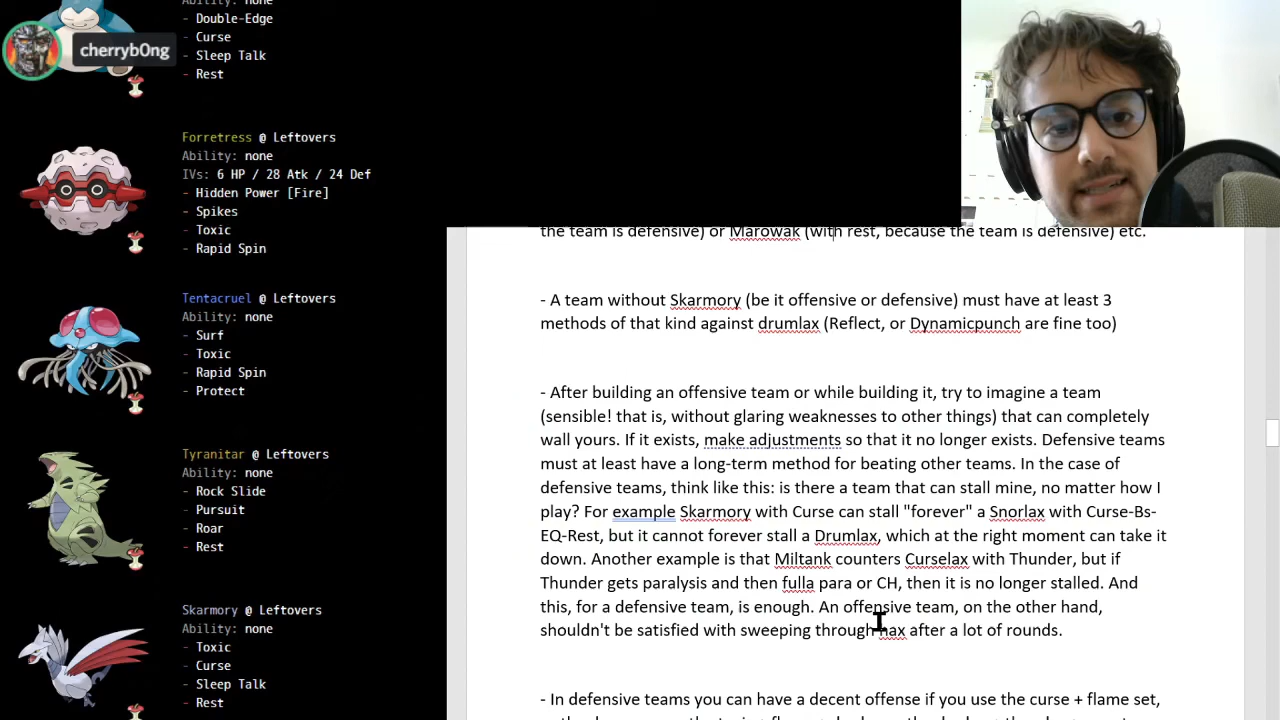 Ability: none
- Double-Edge
- Curse
- Sleep Talk
- Rest
cherryb0ng
Forretress @ Leftovers
Ability: none
IVs: 6 HP / 28 Atk / 24 Def
- Hidden Power [Fire]
- Spikes
- Toxic
- Rapid Spin
Tentacruel @ Leftovers
Ability: none
- Surf
- Toxic
- Rapid Spin
- Protect
Tyranitar @ Leftovers
Ability: none
- Rock Slide
- Pursuit
- Roar
- Rest
Skarmory @ Leftovers
Ability: none
- Toxic
- Curse
- Sleep Talk
- Rest
the team is defensive) or Marowak (with rest, because the team is defensive) etc.
- A team without Skarmory (be it offensive or defensive) must have at least 3
methods of that kind against drumlax (Reflect, or Dynamicpunch are fine too)
- After building an offensive team or while building it, try to imagine a team
(sensible! that is, without glaring weaknesses to other things) that can completely
wall yours. If it exists, make adjustments so that it no longer exists. Defensive teams
must at least have a long-term method for beating other teams. In the case of
defensive teams, think like this: is there a team that can stall mine, no matter how I
play? For example Skarmory with Curse can stall "forever" a Snorlax with Curse-Bs-
EQ-Rest, but it cannot forever stall a Drumlax, which at the right moment can take it
down. Another example is that Miltank counters Curselax with Thunder, but if
Thunder gets paralysis and then fulla para or CH, then it is no longer stalled. And
this, for a defensive team, is enough. An offensive team, on the other hand,
shouldn't be satisfied with sweeping through after a lot of rounds.
- In defensive teams you can have a decent offense if you use the curse + flame set,